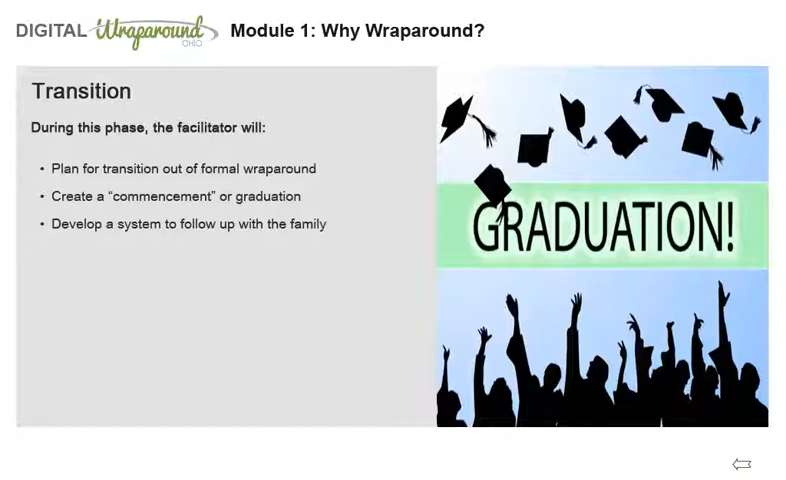 DIGITAL Wraparound OHIO Module 1: Why Wraparound?
Transition
During this phase, the facilitator will:
• Plan for transition out of formal wraparound
• Create a “commencement” or graduation
• Develop a system to follow up with the family
GRADUATION!